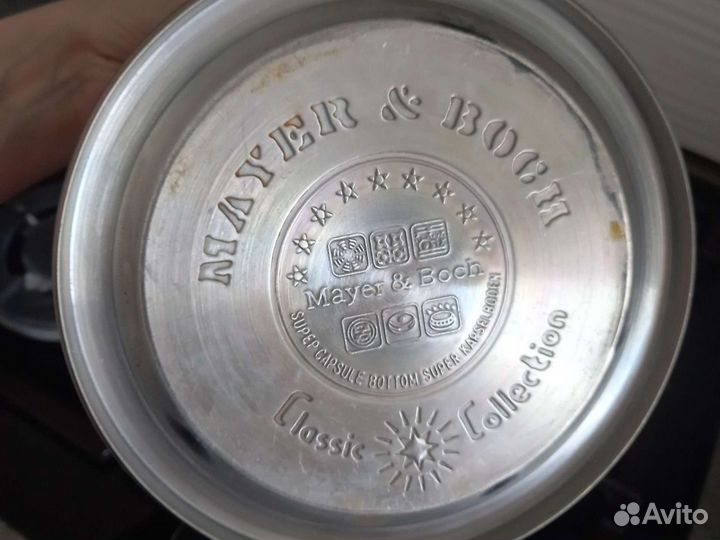 MAYER & BOCH
Mayer & Boch
SUPER CAPSULE BOTTOM SUPER KAPSELBODEN
Classic Collection
Avito